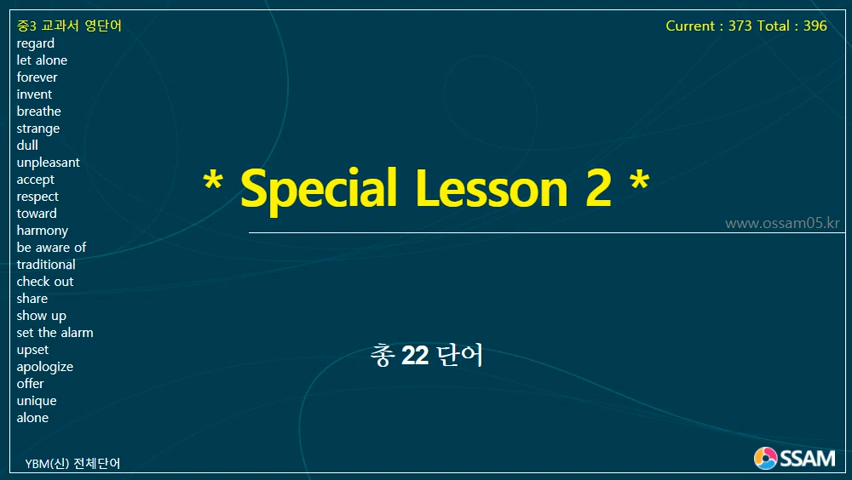 중3 교과서 영단어
Current : 373 Total : 396
regard
let alone
forever
invent
breathe
strange
dull
unpleasant
accept
respect
toward
harmony
be aware of
traditional
check out
share
show up
set the alarm
upset
apologize
offer
unique
alone
* Special Lesson 2 *
www.ossam05.kr
총 22 단어
YBM(신) 전체단어
OSSAM